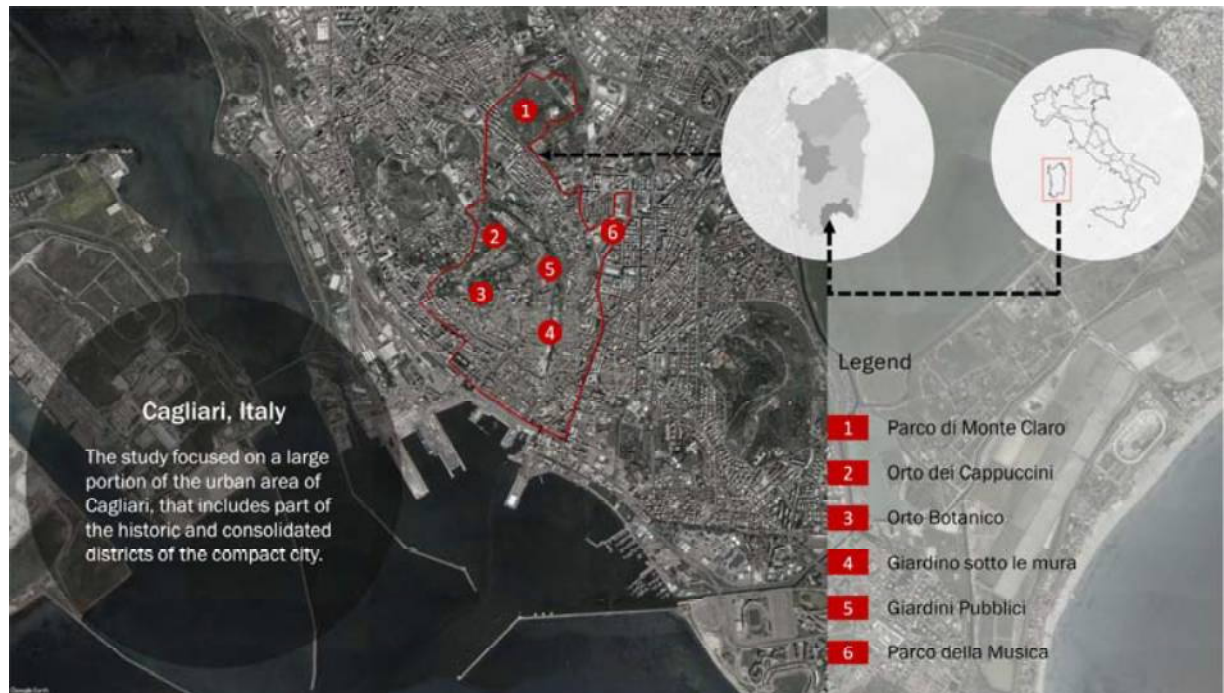 Cagliari, Italy
The study focused on a large
portion of the urban area of
Cagliari, that includes part of
the historic and consolidated
districts of the compact city.
1
2
3
4
5
6
Legend
1 Parco di Monte Claro
2 Orto dei Cappuccini
3 Orto Botanico
4 Giardino sotto le mura
5 Giardini Pubblici
6 Parco della Musica